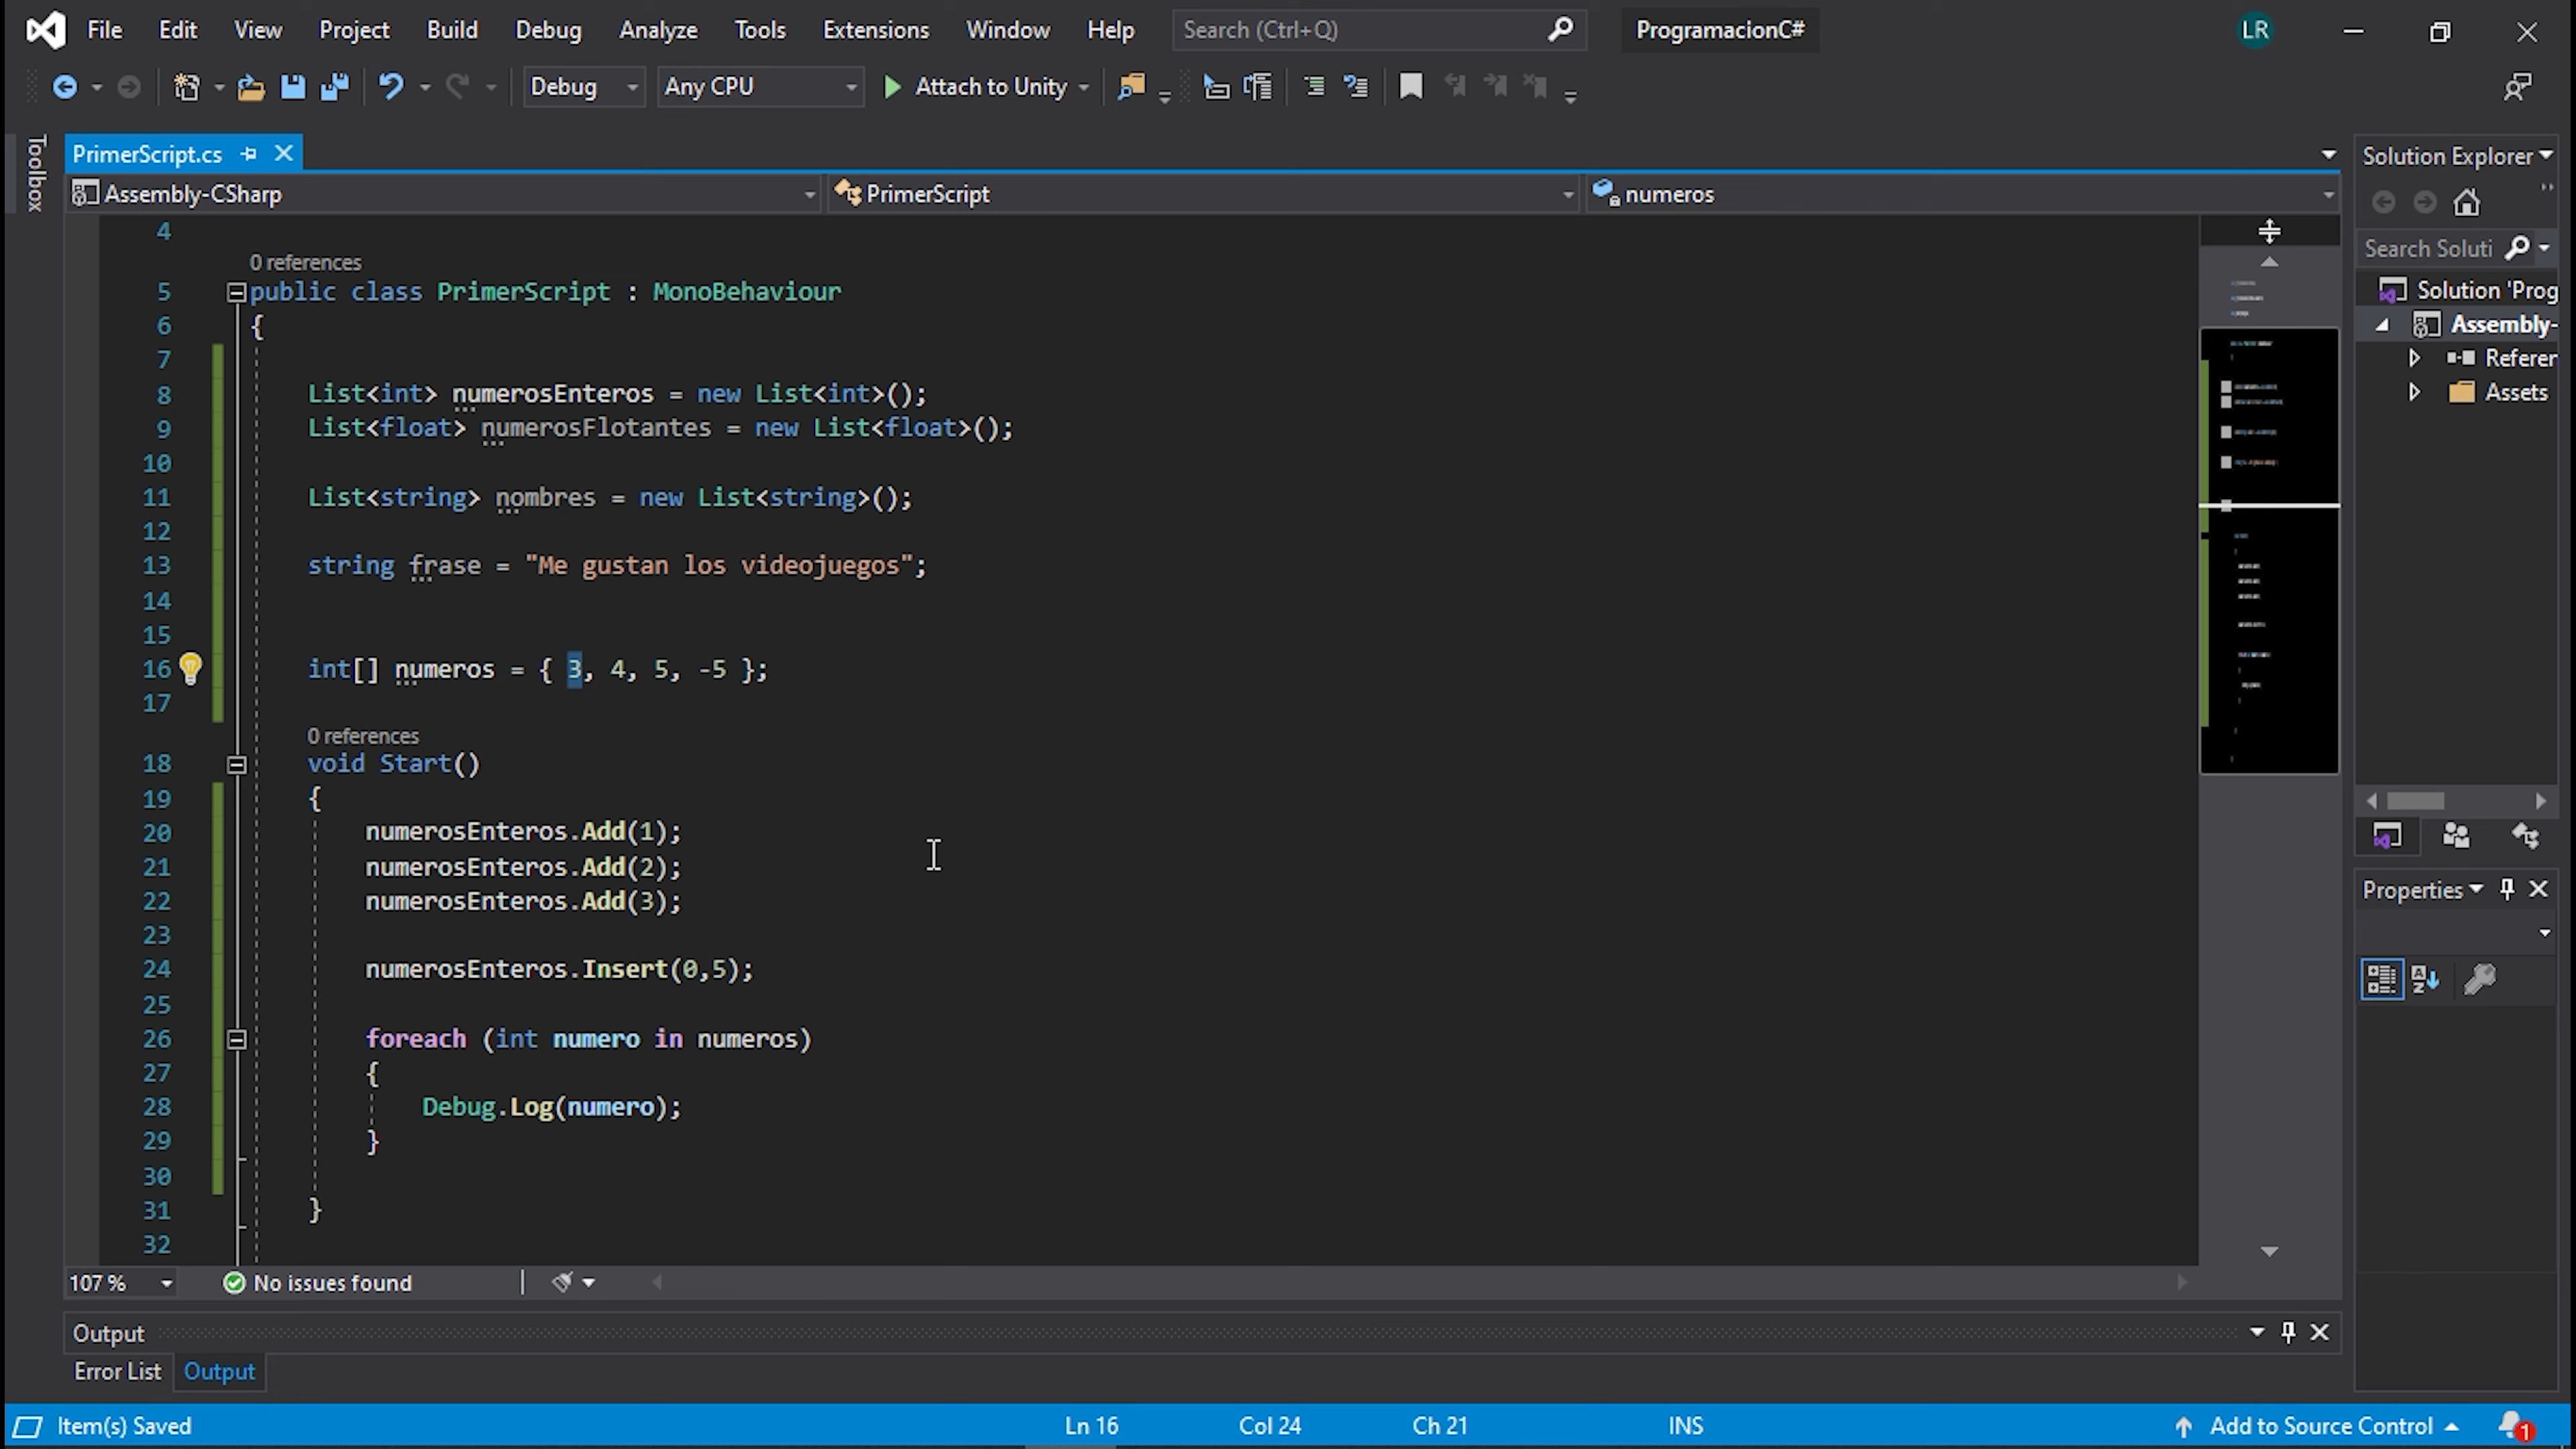 File Edit View Project Build Debug Analyze Tools Extensions Window Help Search (Ctrl+Q) ProgramacionC# LR
Debug Any CPU Attach to Unity
Toolbox
PrimerScript.cs
Assembly-CSharp PrimerScript numeros
4
0 references
5 public class PrimerScript : MonoBehaviour
6 {
7
8 List<int> numerosEnteros = new List<int>();
9 List<float> numerosFlotantes = new List<float>();
10
11 List<string> nombres = new List<string>();
12
13 string frase = "Me gustan los videojuegos";
14
15
16 int[] numeros = { 3, 4, 5, -5 };
17
0 references
18 void Start()
19 {
20 numerosEnteros.Add(1);
21 numerosEnteros.Add(2);
22 numerosEnteros.Add(3);
23
24 numerosEnteros.Insert(0,5);
25
26 foreach (int numero in numeros)
27 {
28 Debug.Log(numero);
29 }
30
31 }
32
107 % No issues found
Output
Error List Output
Item(s) Saved Ln 16 Col 24 Ch 21 INS Add to Source Control 1
Solution Explorer
Search Soluti
Solution 'Prog
Assembly-
Referer
Assets
Properties